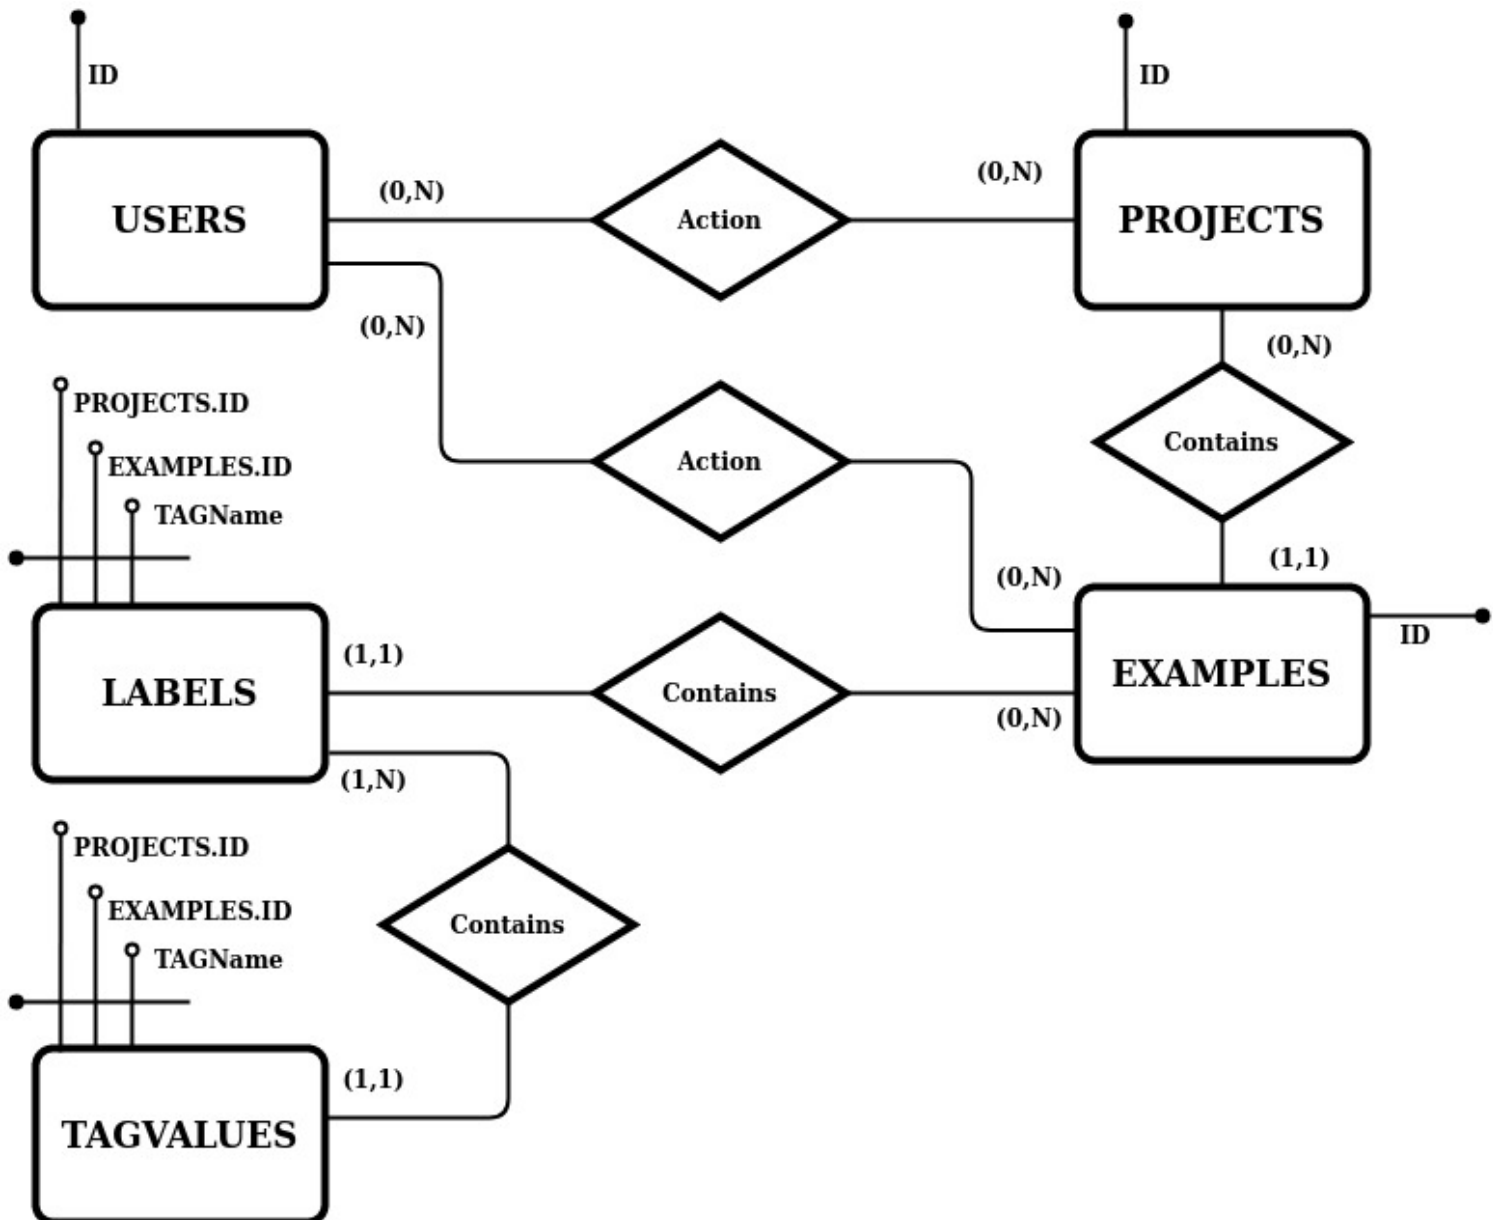 ID
ID
USERS
(0,N)
Action
(0,N)
PROJECTS
(0,N)
(0,N)
PROJECTS.ID
EXAMPLES.ID
TAGName
Action
Contains
(0,N)
(1,1)
LABELS
(1,1)
Contains
(0,N)
EXAMPLES
ID
(1,N)
PROJECTS.ID
EXAMPLES.ID
TAGName
Contains
(1,1)
TAGVALUES